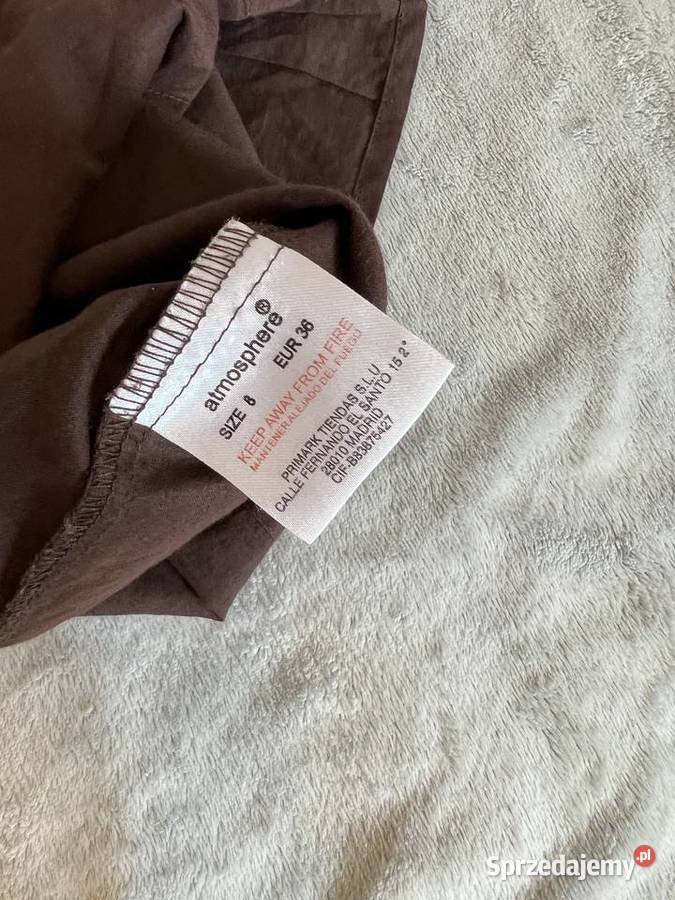 atmosphere®
SIZE 8 EUR 36
KEEP AWAY FROM FIRE
MANTENER ALEJADO DEL FUEGO
PRIMARK TIENDAS S.L.U
CALLE FERNANDO EL SANTO 15 2°
28010 MADRID
CIF-B83875427
Sprzedajemy.pl